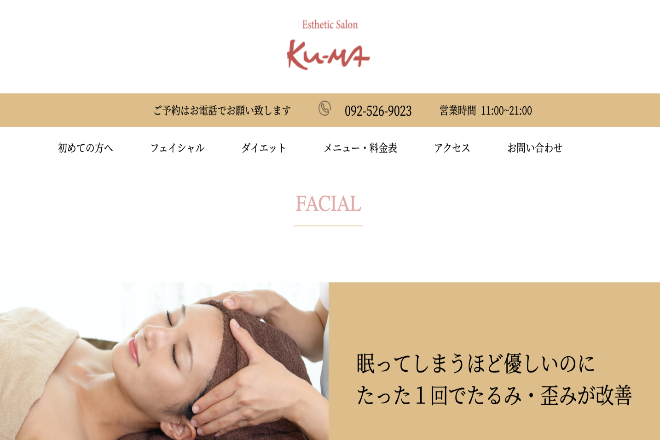 Esthetic Salon
KU-MA
ご予約はお電話でお願い致します 092-526-9023 営業時間 11:00~21:00
初めての方へ フェイシャル ダイエット メニュー・料金表 アクセス お問い合わせ
FACIAL
眠ってしまうほど優しいのに
たった１回でたるみ・歪みが改善